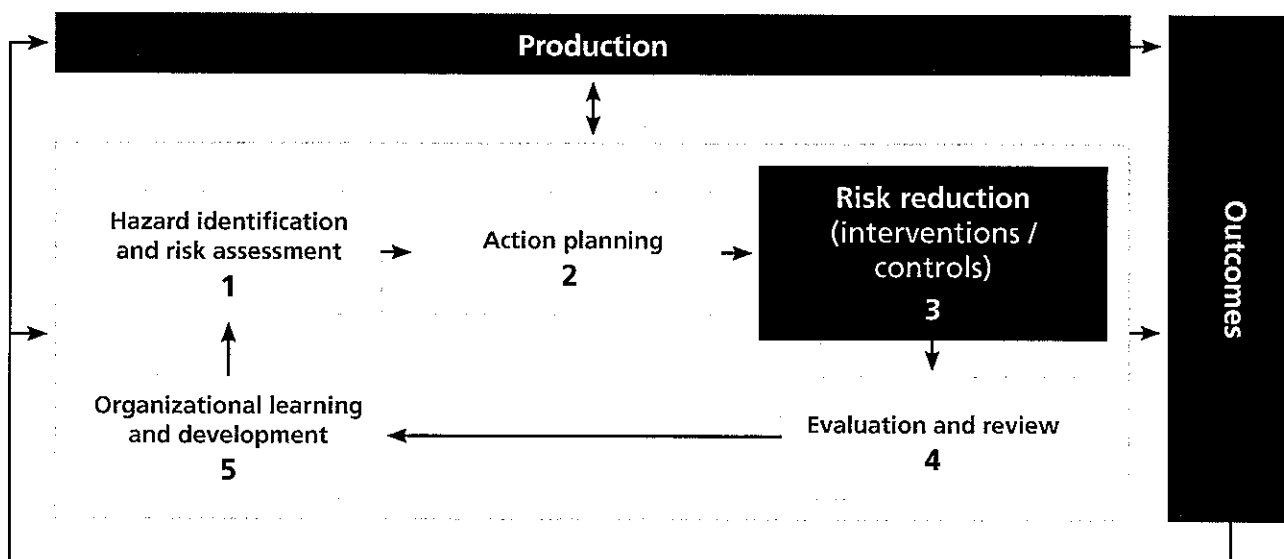 Production
Hazard identification
and risk assessment
1
Action planning
2
Risk reduction
(interventions /
controls)
3
Outcomes
Organizational learning
and development
5
Evaluation and review
4